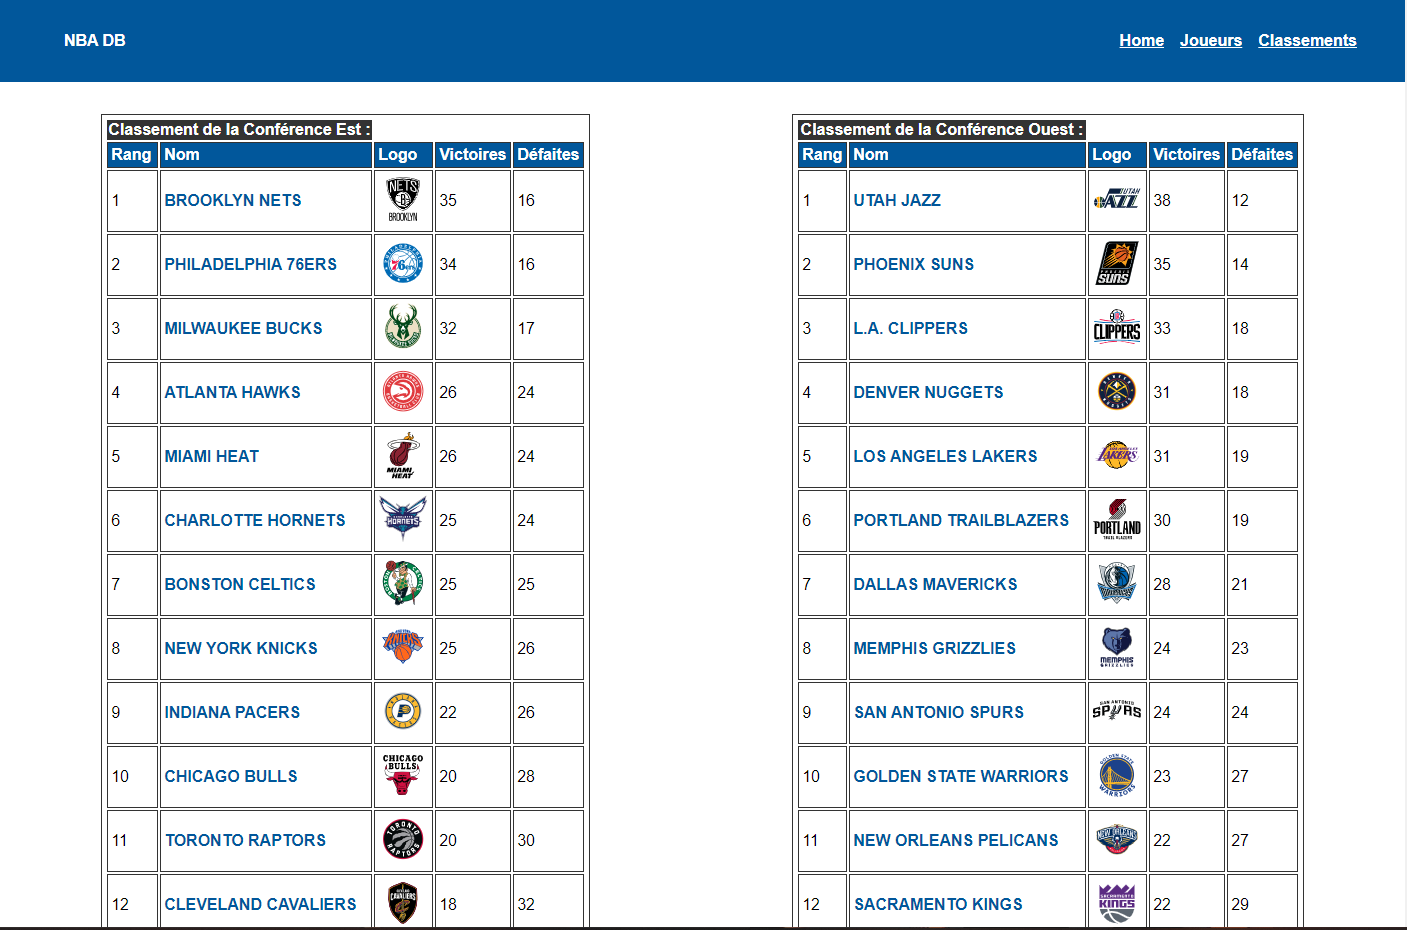 NBA DB
Home Joueurs Classements
Classement de la Conférence Est :
Rang Nom Logo Victoires Défaites
1 BROOKLYN NETS NETS B BROOKLYN 35 16
2 PHILADELPHIA 76ERS 76ers 34 16
3 MILWAUKEE BUCKS 32 17
4 ATLANTA HAWKS 26 24
5 MIAMI HEAT MIAMI HEAT 26 24
6 CHARLOTTE HORNETS HORNETS 25 24
7 BONSTON CELTICS 25 25
8 NEW YORK KNICKS 25 26
9 INDIANA PACERS 22 26
10 CHICAGO BULLS CHICAGO BULLS 20 28
11 TORONTO RAPTORS TORONTO RAPTORS 20 30
12 CLEVELAND CAVALIERS CAVALIERS 18 32
Classement de la Conférence Ouest :
Rang Nom Logo Victoires Défaites
1 UTAH JAZZ UTAH JAZZ 38 12
2 PHOENIX SUNS PHOENIX SUNS 35 14
3 L.A. CLIPPERS CLIPPERS 33 18
4 DENVER NUGGETS 31 18
5 LOS ANGELES LAKERS LAKERS 31 19
6 PORTLAND TRAILBLAZERS PORTLAND TRAIL BLAZERS 30 19
7 DALLAS MAVERICKS 28 21
8 MEMPHIS GRIZZLIES MEMPHIS GRIZZLIES 24 23
9 SAN ANTONIO SPURS SAN ANTONIO SPURS 24 24
10 GOLDEN STATE WARRIORS GOLDEN STATE WARRIORS 23 27
11 NEW ORLEANS PELICANS NEW ORLEANS 22 27
12 SACRAMENTO KINGS SACRAMENTO KINGS 22 29